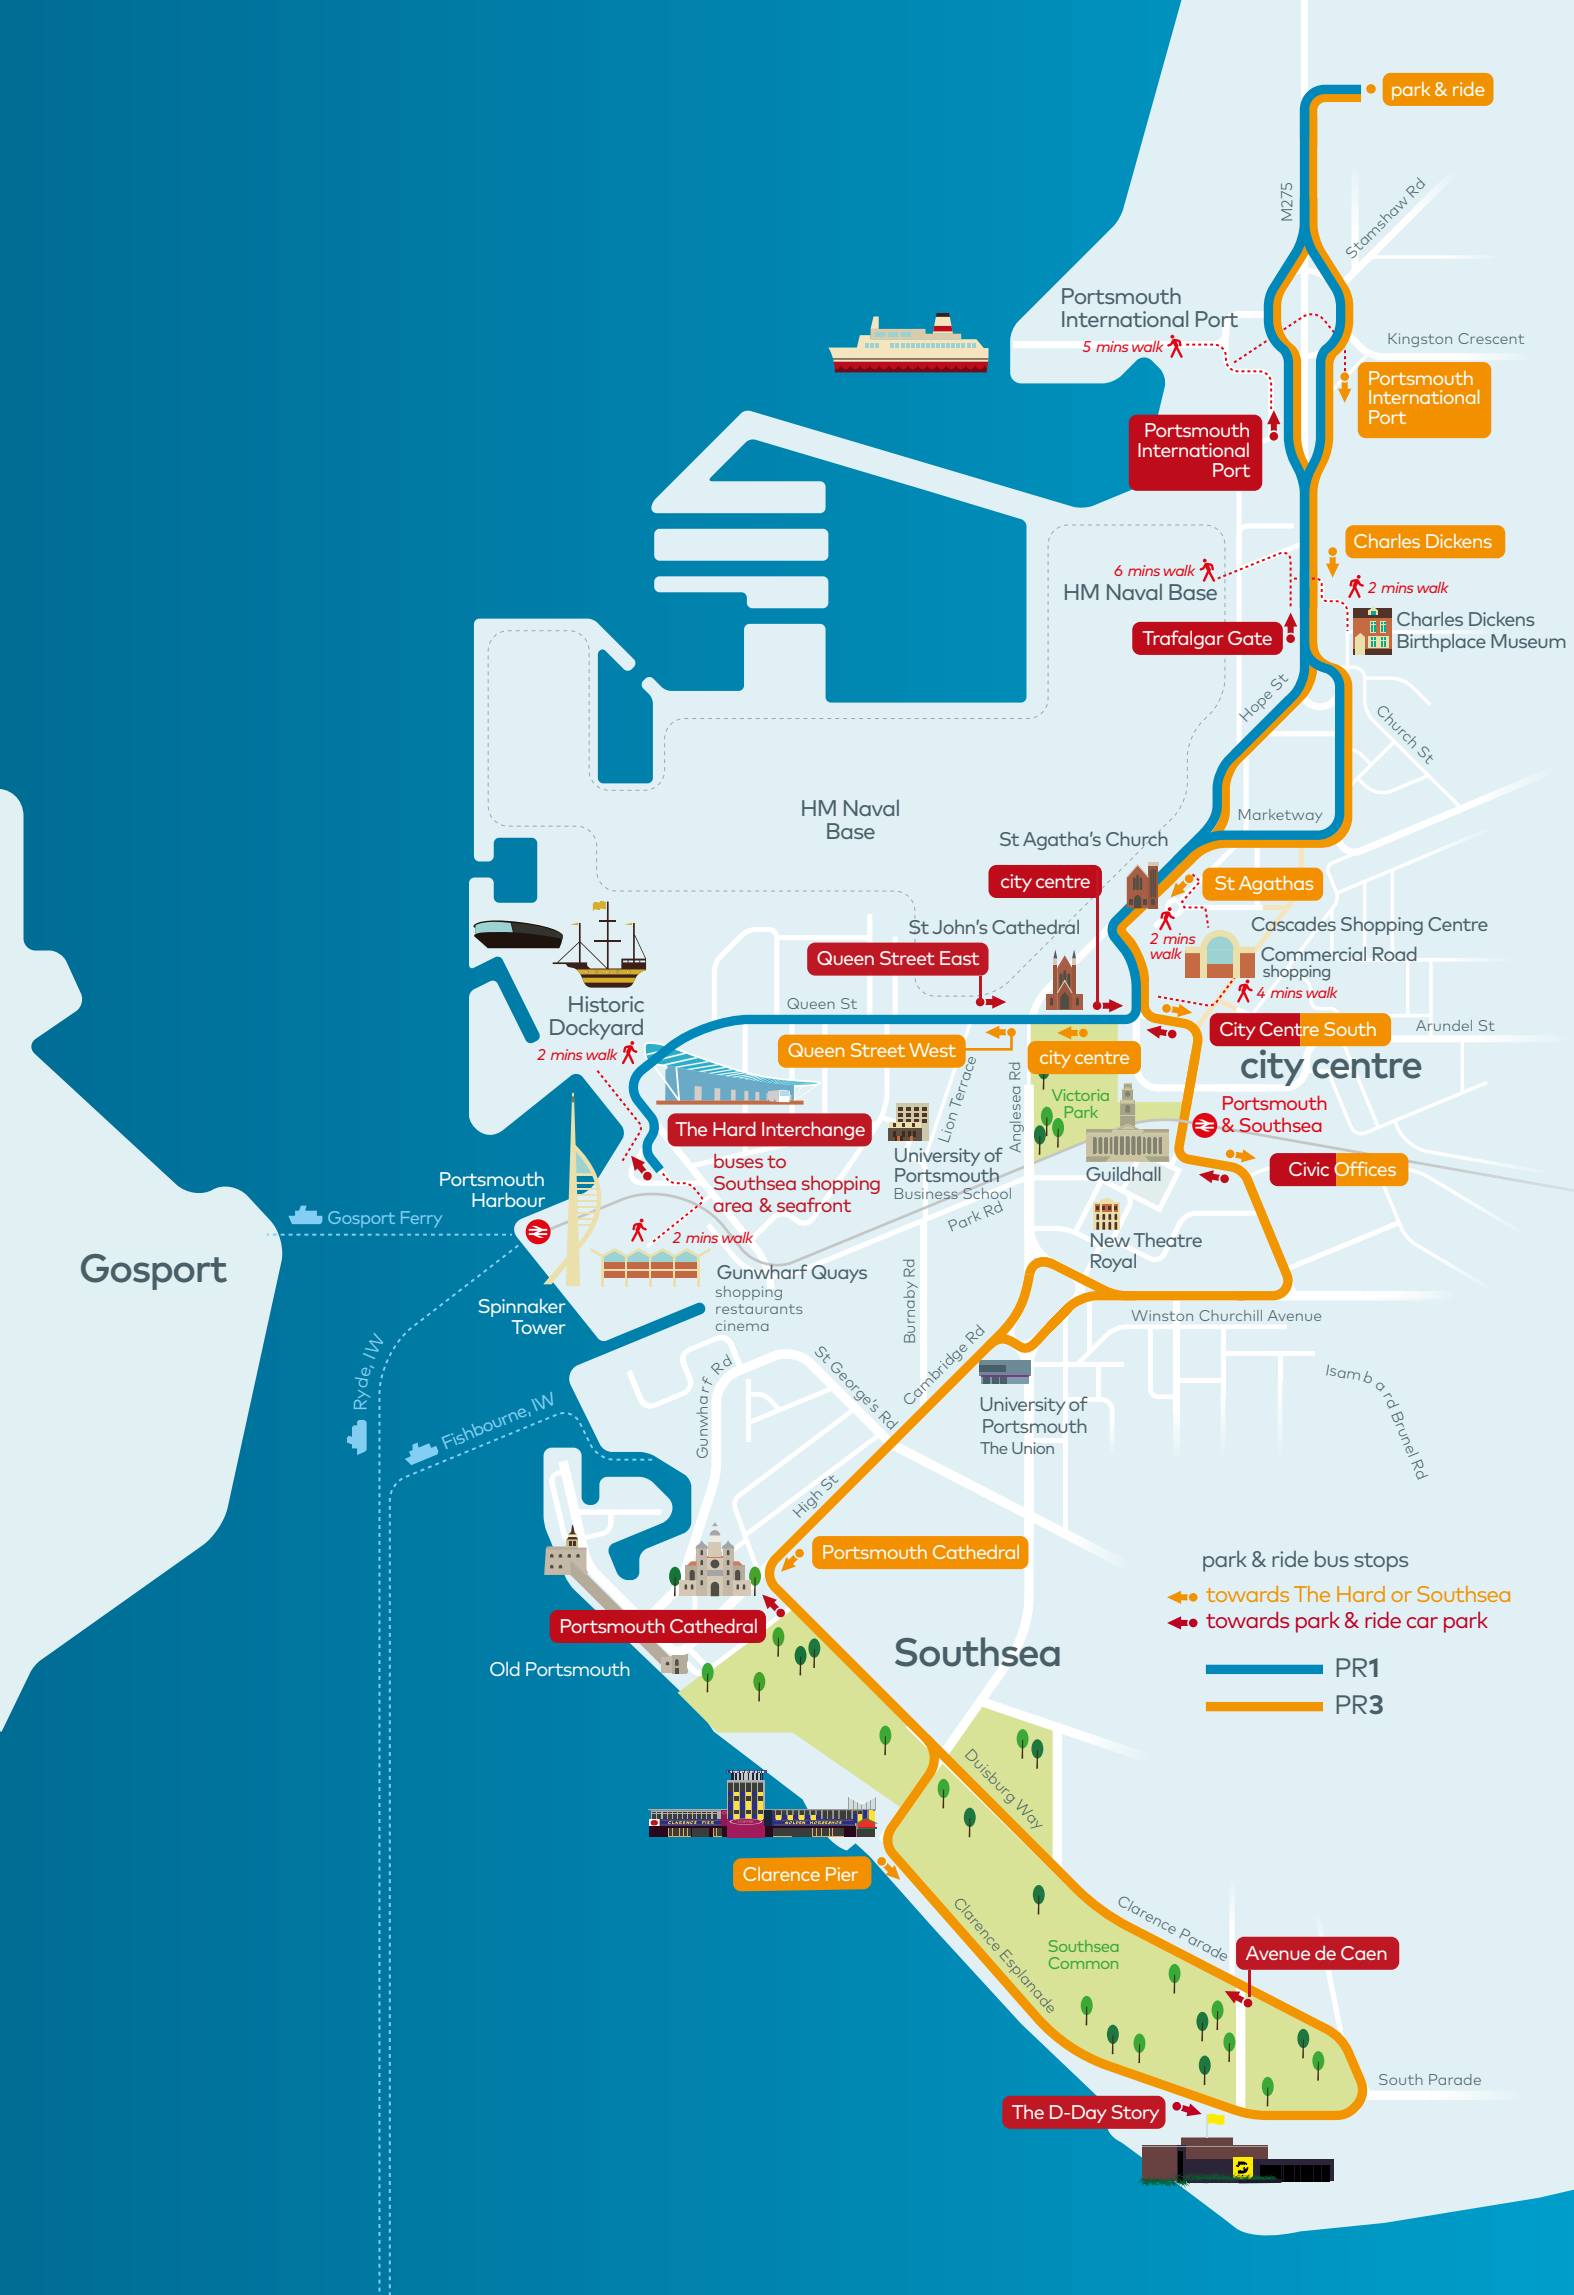 park & ride
M275
Stamshaw Rd
Portsmouth
International Port
5 mins walk
Kingston Crescent
Portsmouth
International
Port
Portsmouth
International
Port
Charles Dickens
6 mins walk
HM Naval Base
2 mins walk
Charles Dickens
Birthplace Museum
Trafalgar Gate
Hope St
Church St
HM Naval
Base
Marketway
St Agatha's Church
city centre
St Agathas
St John's Cathedral
2 mins
walk
Cascades Shopping Centre
Commercial Road
shopping
4 mins walk
Queen Street East
Queen St
Historic
Dockyard
2 mins walk
City Centre South
Arundel St
Queen Street West
city centre
city centre
Lion Terrace
Anglesea Rd
Victoria
Park
Portsmouth
& Southsea
The Hard Interchange
buses to
Southsea shopping
area & seafront
University of
Portsmouth
Business School
Guildhall
Civic Offices
Portsmouth
Harbour
Gosport Ferry
Park Rd
2 mins walk
New Theatre
Royal
Gosport
Gunwharf Quays
shopping
restaurants
cinema
Burnaby Rd
Spinnaker
Tower
Winston Churchill Avenue
Ryde, IW
Fishbourne, IW
Gunwharf Rd
St George's Rd
Cambridge Rd
Isambard Brunel Rd
University of
Portsmouth
The Union
High St
Portsmouth Cathedral
park & ride bus stops
towards The Hard or Southsea
towards park & ride car park
PR1
PR3
Portsmouth Cathedral
Southsea
Old Portsmouth
Duisburg Way
CLARENCE PIER
GOLDEN HORSESHOE
Clarence Pier
Clarence Esplanade
Clarence Parade
Southsea
Common
Avenue de Caen
South Parade
The D-Day Story